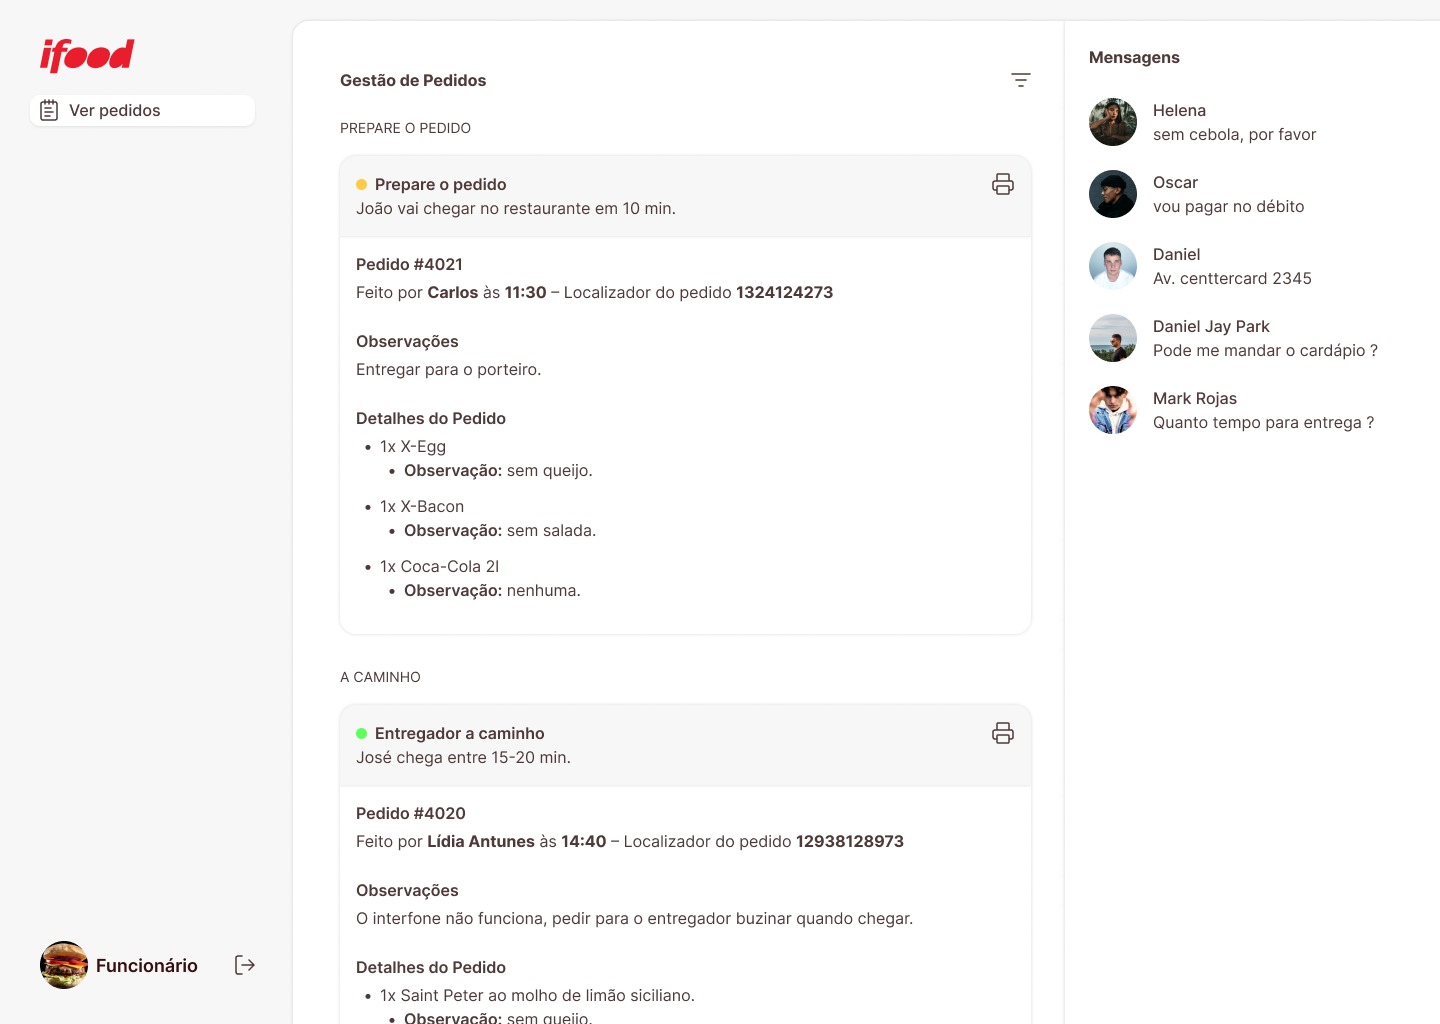 ifood
Ver pedidos
Gestão de Pedidos
PREPARE O PEDIDO
Prepare o pedido
João vai chegar no restaurante em 10 min.
Pedido #4021
Feito por Carlos às 11:30 – Localizador do pedido 1324124273
Observações
Entregar para o porteiro.
Detalhes do Pedido
1x X-Egg
Observação: sem queijo.
1x X-Bacon
Observação: sem salada.
1x Coca-Cola 2l
Observação: nenhuma.
A CAMINHO
Entregador a caminho
José chega entre 15-20 min.
Pedido #4020
Feito por Lídia Antunes às 14:40 – Localizador do pedido 12938128973
Observações
O interfone não funciona, pedir para o entregador buzinar quando chegar.
Detalhes do Pedido
1x Saint Peter ao molho de limão siciliano.
Observação: sem queijo.
Mensagens
Helena
sem cebola, por favor
Oscar
vou pagar no débito
Daniel
Av. centtercard 2345
Daniel Jay Park
Pode me mandar o cardápio ?
Mark Rojas
Quanto tempo para entrega ?
Funcionário